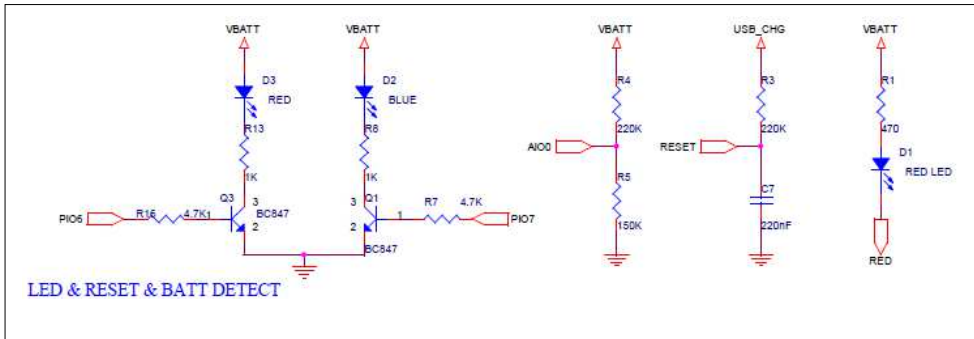 VBATT
D3
RED
R13
1K
Q3
3
BC847
2
1
PIO6
R16
4.7K
VBATT
D2
BLUE
R6
1K
3
Q1
2
BC847
1
R7
4.7K
PIO7
VBATT
R4
220K
AIO0
R5
150K
USB_CHG
R3
220K
RESET
C7
220nF
VBATT
R1
470
D1
RED LED
RED
LED & RESET & BATT DETECT